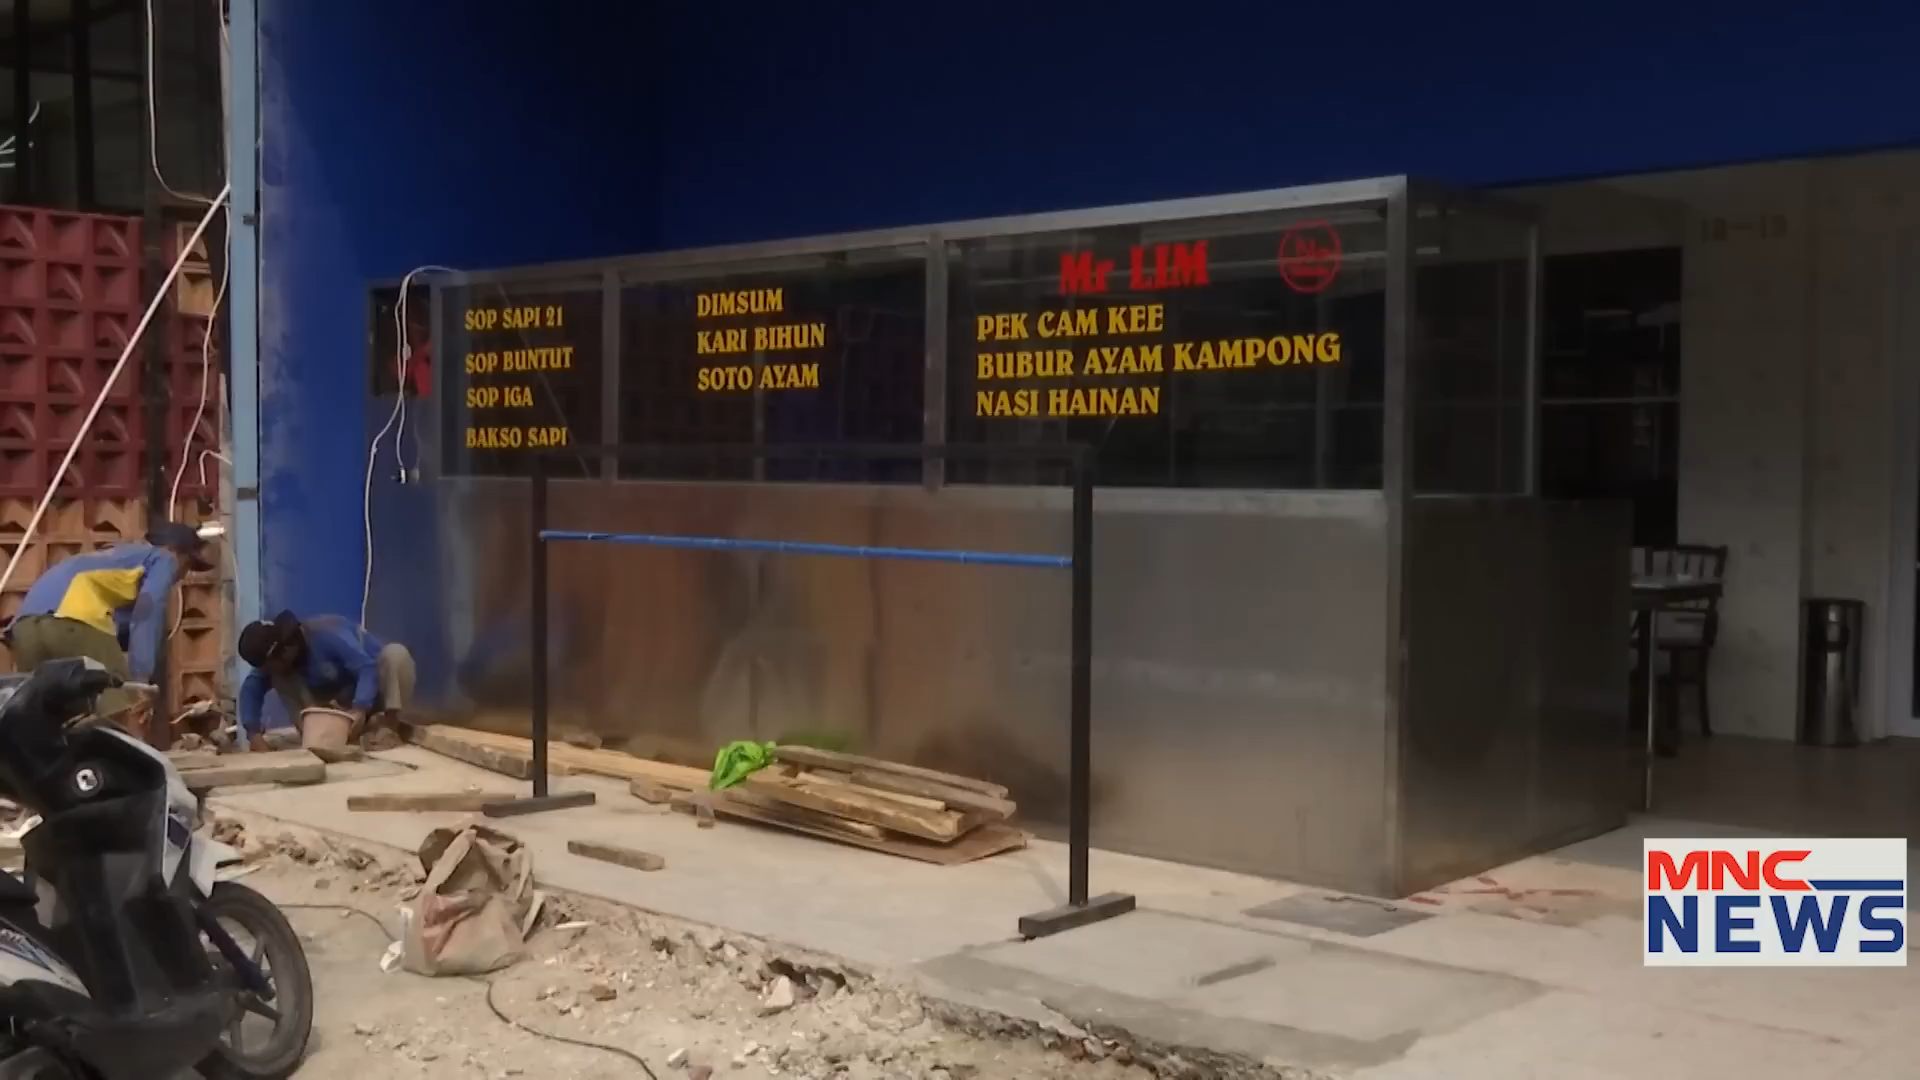 SOP SAPI 21
SOP BUNTUT
SOP IGA
BAKSO SAPI
DIMSUM
KARI BIHUN
SOTO AYAM
Mr LIM
PEK CAM KEE
BUBUR AYAM KAMPONG
NASI HAINAN
MNC
NEWS